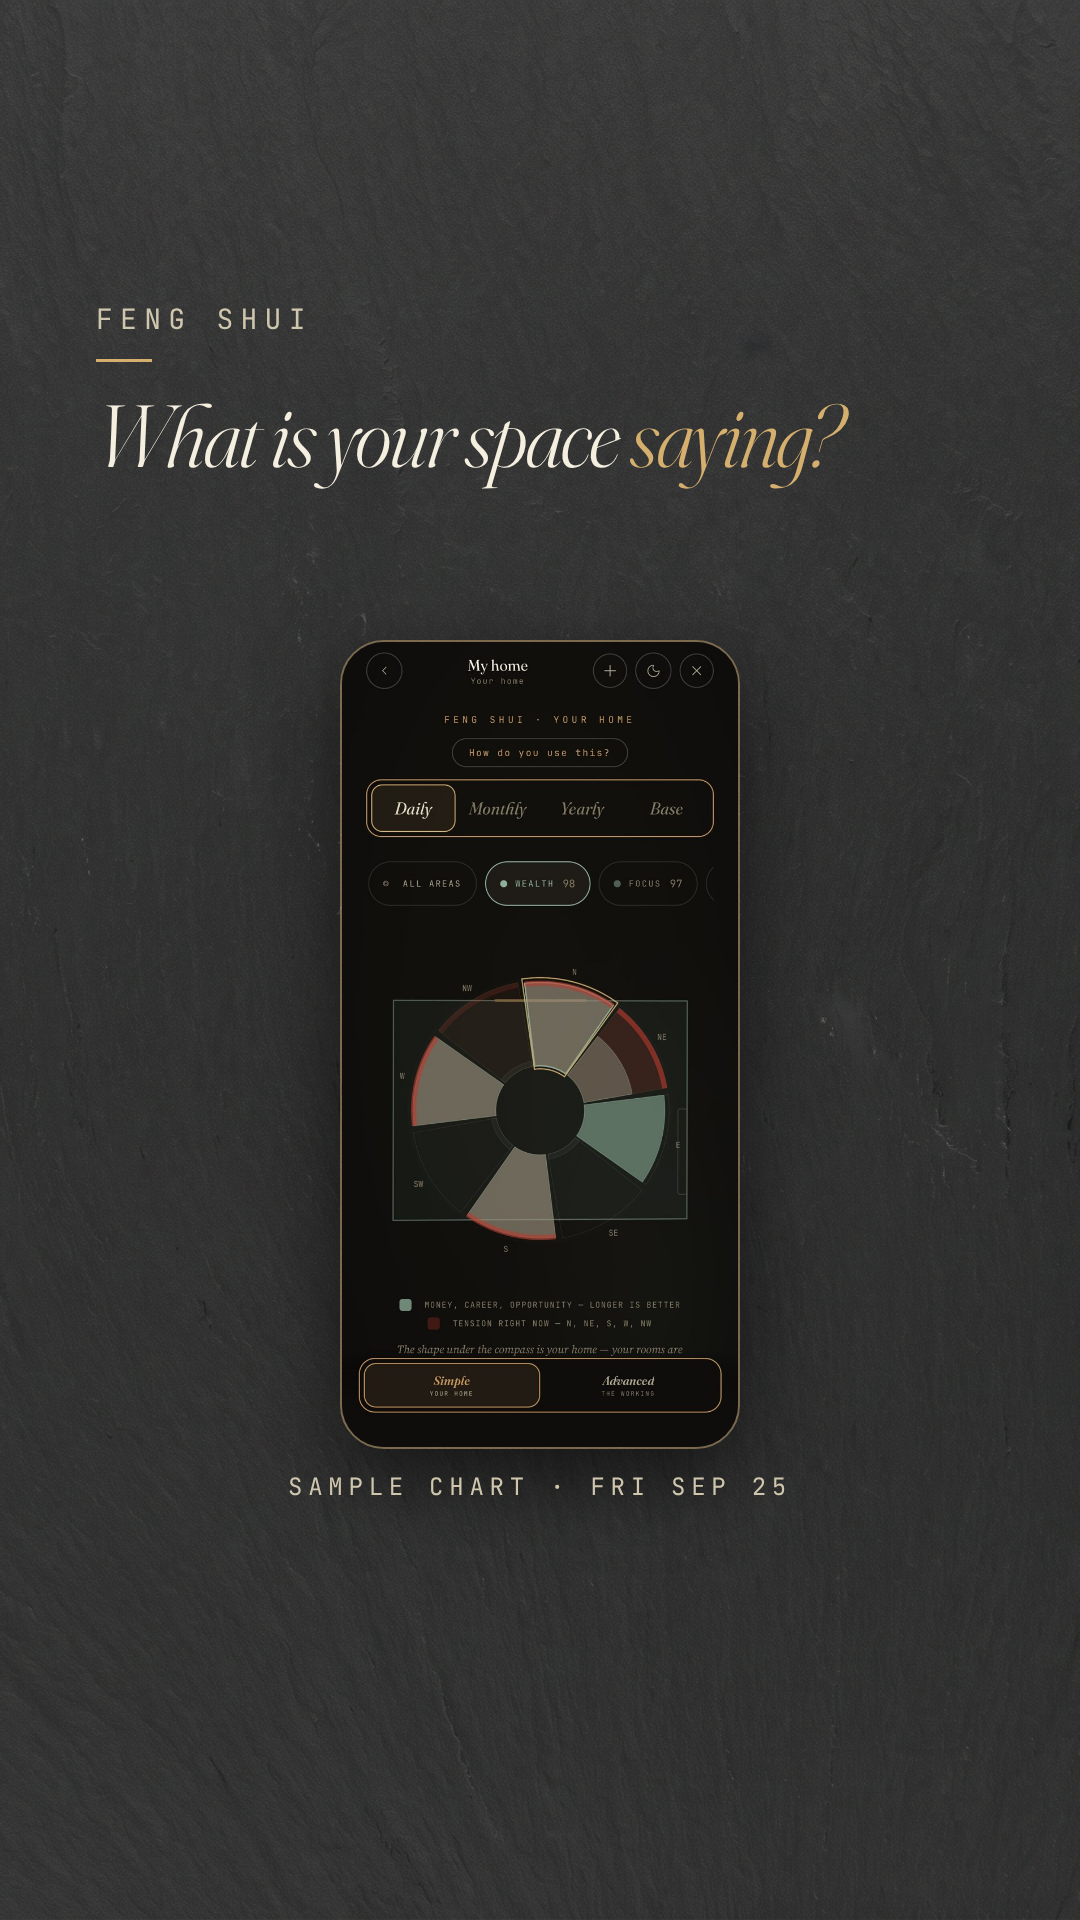 FENG SHUI
What is your space saying?
My home
Your home
FENG SHUI · YOUR HOME
How do you use this?
Daily Monthly Yearly Base
ALL AREAS WEALTH 98 FOCUS 97
N
NW
NE
W
E
SW
SE
S
MONEY, CAREER, OPPORTUNITY — LONGER IS BETTER
TENSION RIGHT NOW — N, NE, S, W, NW
The shape under the compass is your home — your rooms are
Simple Advanced
YOUR HOME THE WORKING
SAMPLE CHART · FRI SEP 25